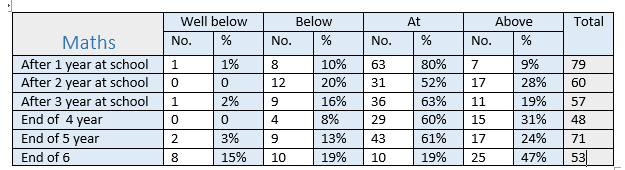 Maths Well below Below At Above Total
No. % No. % No. % No. %
After 1 year at school 1 1% 8 10% 63 80% 7 9% 79
After 2 year at school 0 0 12 20% 31 52% 17 28% 60
After 3 year at school 1 2% 9 16% 36 63% 11 19% 57
End of 4 year 0 0 4 8% 29 60% 15 31% 48
End of 5 year 2 3% 9 13% 43 61% 17 24% 71
End of 6 8 15% 10 19% 10 19% 25 47% 53